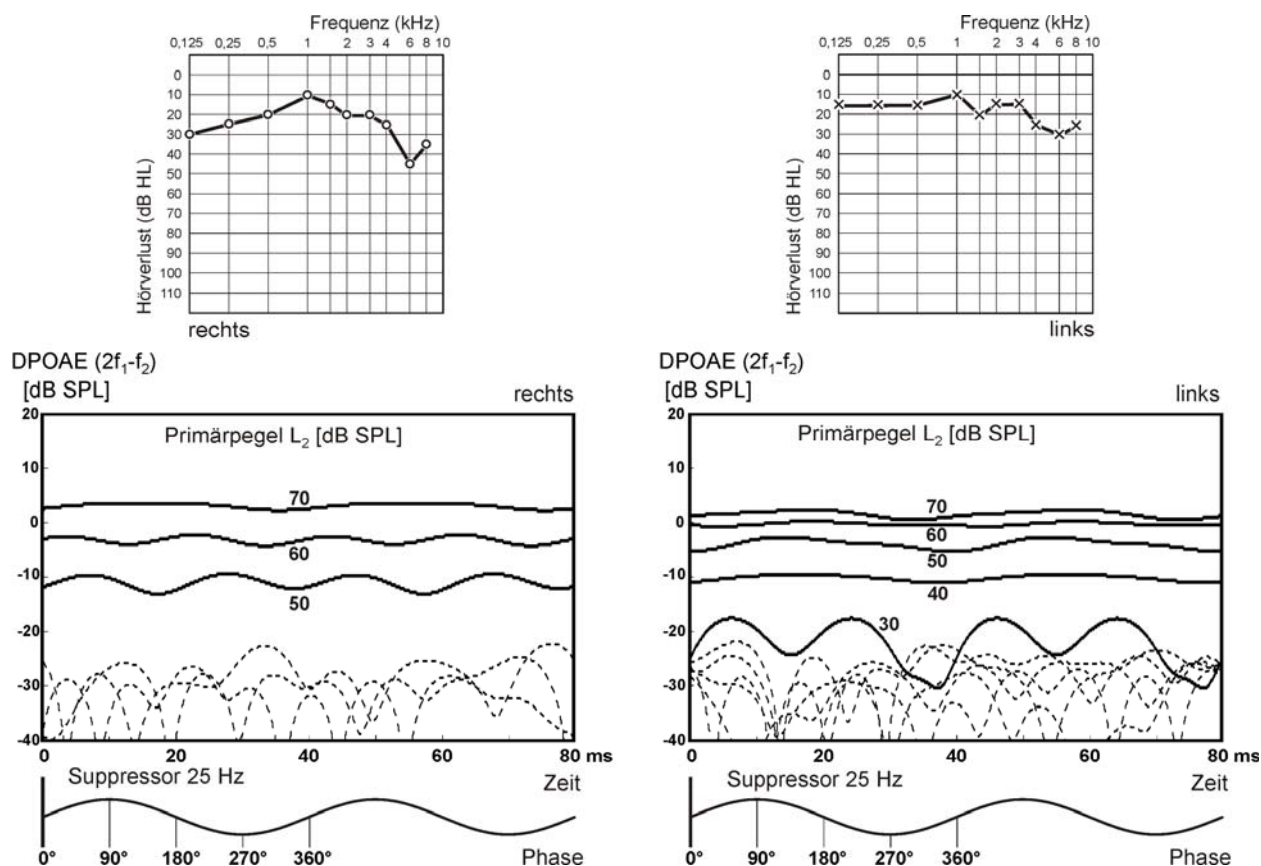 Frequenz (kHz)
0,125 0,25 0,5 1 2 3 4 6 8 10
0
10
20
30
40
50
60
70
80
90
100
110
Hörverlust (dB HL)
rechts
Frequenz (kHz)
0,125 0,25 0,5 1 2 3 4 6 8 10
0
10
20
30
40
50
60
70
80
90
100
110
Hörverlust (dB HL)
links
DPOAE (2f₁-f₂)
[dB SPL]
rechts
20
Primärpegel L₂ [dB SPL]
10
70
0
60
-10
50
-20
-30
-40
0 20 40 60 80 ms
Suppressor 25 Hz
Zeit
0° 90° 180° 270° 360° Phase
DPOAE (2f₁-f₂)
[dB SPL]
links
20
Primärpegel L₂ [dB SPL]
10
70
0
60
50
-10
40
-20
30
-30
-40
0 20 40 60 80 ms
Suppressor 25 Hz
Zeit
0° 90° 180° 270° 360° Phase